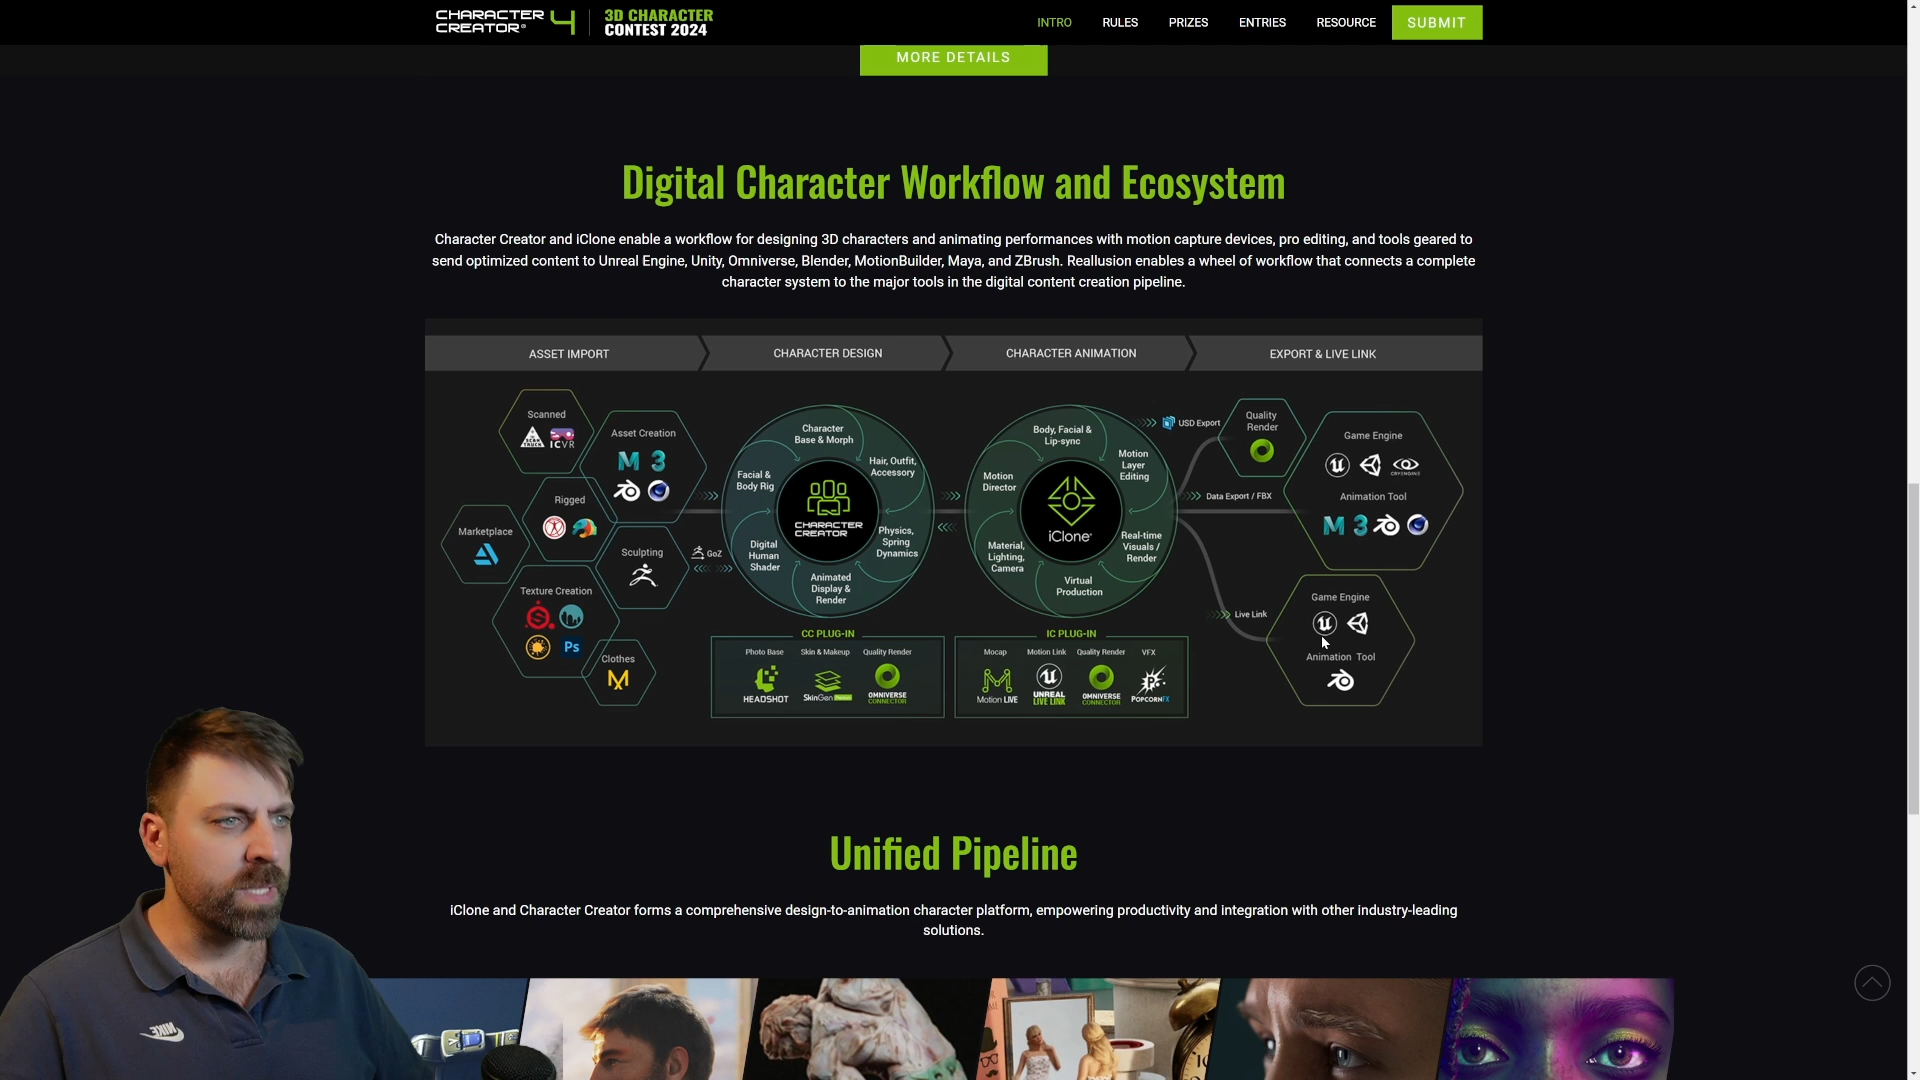 CHARACTER CREATOR 4
3D CHARACTER
CONTEST 2024
INTRO
RULES
PRIZES
ENTRIES
RESOURCE
SUBMIT
MORE DETAILS
Digital Character Workflow and Ecosystem
Character Creator and iClone enable a workflow for designing 3D characters and animating performances with motion capture devices, pro editing, and tools geared to
send optimized content to Unreal Engine, Unity, Omniverse, Blender, MotionBuilder, Maya, and ZBrush. Reallusion enables a wheel of workflow that connects a complete
character system to the major tools in the digital content creation pipeline.
ASSET IMPORT
CHARACTER DESIGN
CHARACTER ANIMATION
EXPORT & LIVE LINK
Scanned
SCAN TRUCK
ICVR
Asset Creation
M 3
Rigged
Marketplace
Sculpting
Texture Creation
Ps
Clothes
M
GoZ
Character
Base & Morph
Hair, Outfit,
Accessory
Physics,
Spring
Dynamics
Animated
Display &
Render
Digital
Human
Shader
Facial &
Body Rig
CHARACTER
CREATOR
Body, Facial &
Lip-sync
Motion
Layer
Editing
Real-time
Visuals /
Render
Virtual
Production
Material,
Lighting,
Camera
Motion
Director
iClone
USD Export
Data Export / FBX
Live Link
Quality
Render
Game Engine
CRYENGINE
Animation Tool
M 3
Game Engine
Animation Tool
CC PLUG-IN
Photo Base
Skin & Makeup
Quality Render
HEADSHOT
SkinGen Premium
OMNIVERSE
CONNECTOR
IC PLUG-IN
Mocap
Motion Link
Quality Render
VFX
Motion LIVE
UNREAL
LIVE LINK
OMNIVERSE
CONNECTOR
POPCORNFX
Unified Pipeline
iClone and Character Creator forms a comprehensive design-to-animation character platform, empowering productivity and integration with other industry-leading
solutions.